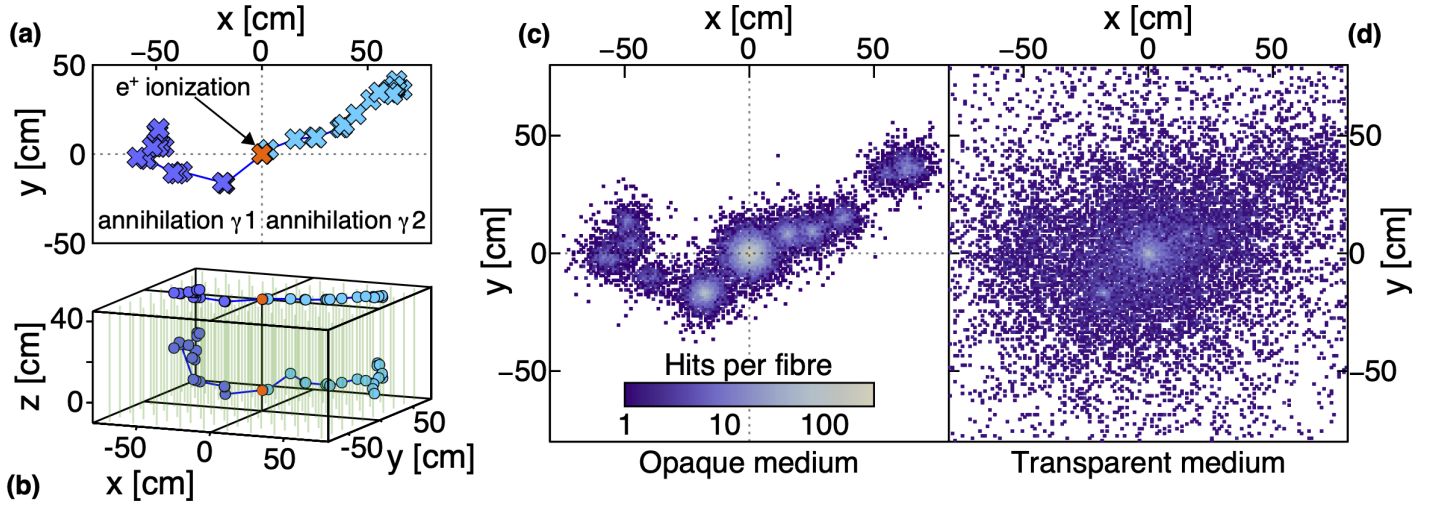 (a)
x [cm]
−50 0 50
50
0
-50
y [cm]
e+ ionization
annihilation γ1
annihilation γ2
40
0
z [cm]
-50 0 50
x [cm]
-50
50
y [cm]
(b)
(c)
x [cm]
−50 0 50
50
0
−50
y [cm]
Hits per fibre
1 10 100
Opaque medium
x [cm]
(d)
−50 0 50
50
0
−50
y [cm]
Transparent medium